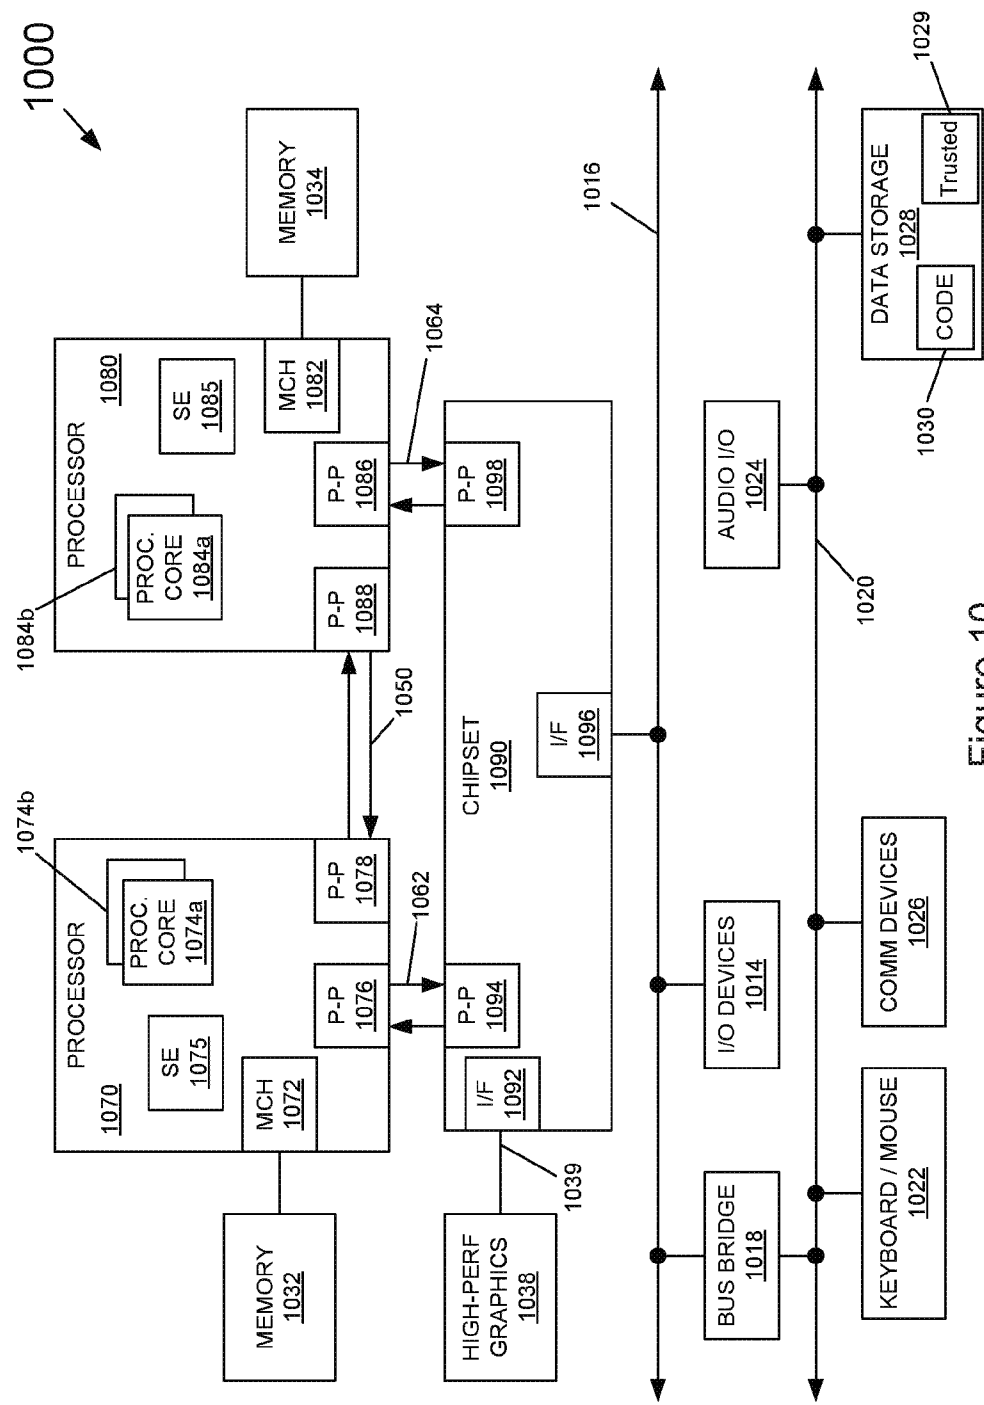 1000
MEMORY
1032
PROCESSOR
1070
SE
1075
MCH
1072
PROC.
CORE
1074a
1074b
P-P
1076
P-P
1078
1050
PROCESSOR
1080
1084b
PROC.
CORE
1084a
SE
1085
MCH
1082
P-P
1088
P-P
1086
MEMORY
1034
1062
1064
HIGH-PERF
GRAPHICS
1038
1039
I/F
1092
P-P
1094
CHIPSET
1090
P-P
1098
I/F
1096
1016
BUS BRIDGE
1018
I/O DEVICES
1014
AUDIO I/O
1024
1020
KEYBOARD / MOUSE
1022
COMM DEVICES
1026
DATA STORAGE
1028
CODE
1030
Trusted
1029
Figure 10